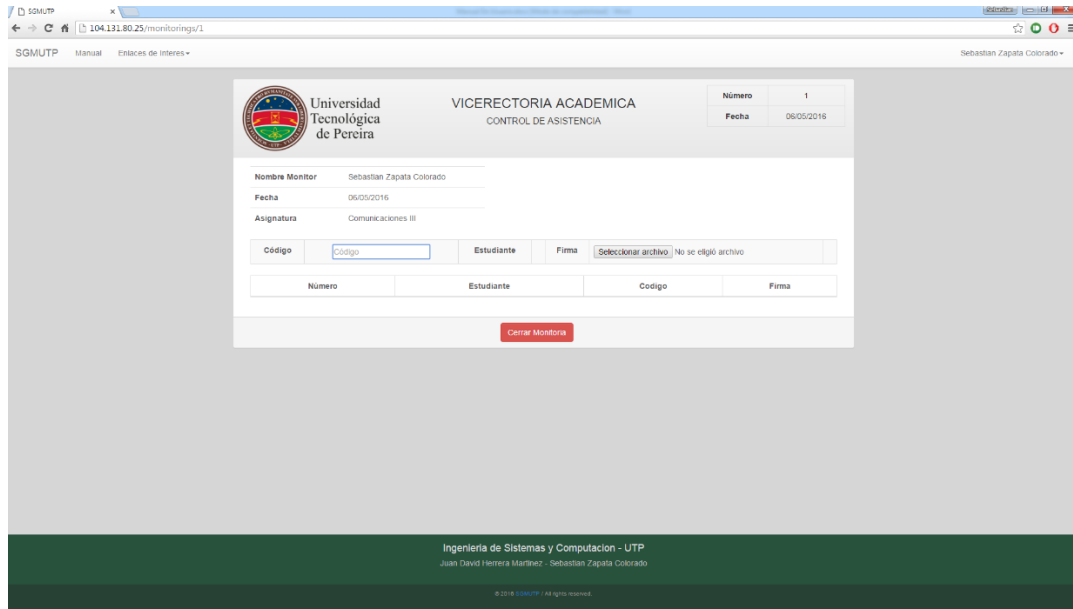 SGMUTP
104.131.80.25/monitorings/1
SGMUTP Manual Enlaces de Interes Sebastian Zapata Colorado
Universidad
Tecnológica
de Pereira
VICERECTORIA ACADEMICA
CONTROL DE ASISTENCIA
Número 1
Fecha 06/05/2016
Nombre Monitor Sebastian Zapata Colorado
Fecha 06/05/2016
Asignatura Comunicaciones III
Código Código Estudiante Firma Seleccionar archivo No se eligió archivo
Número Estudiante Codigo Firma
Cerrar Monitoria
Ingenieria de Sistemas y Computacion - UTP
Juan David Herrera Martinez - Sebastian Zapata Colorado
© 2016 SGMUTP / All rights reserved.